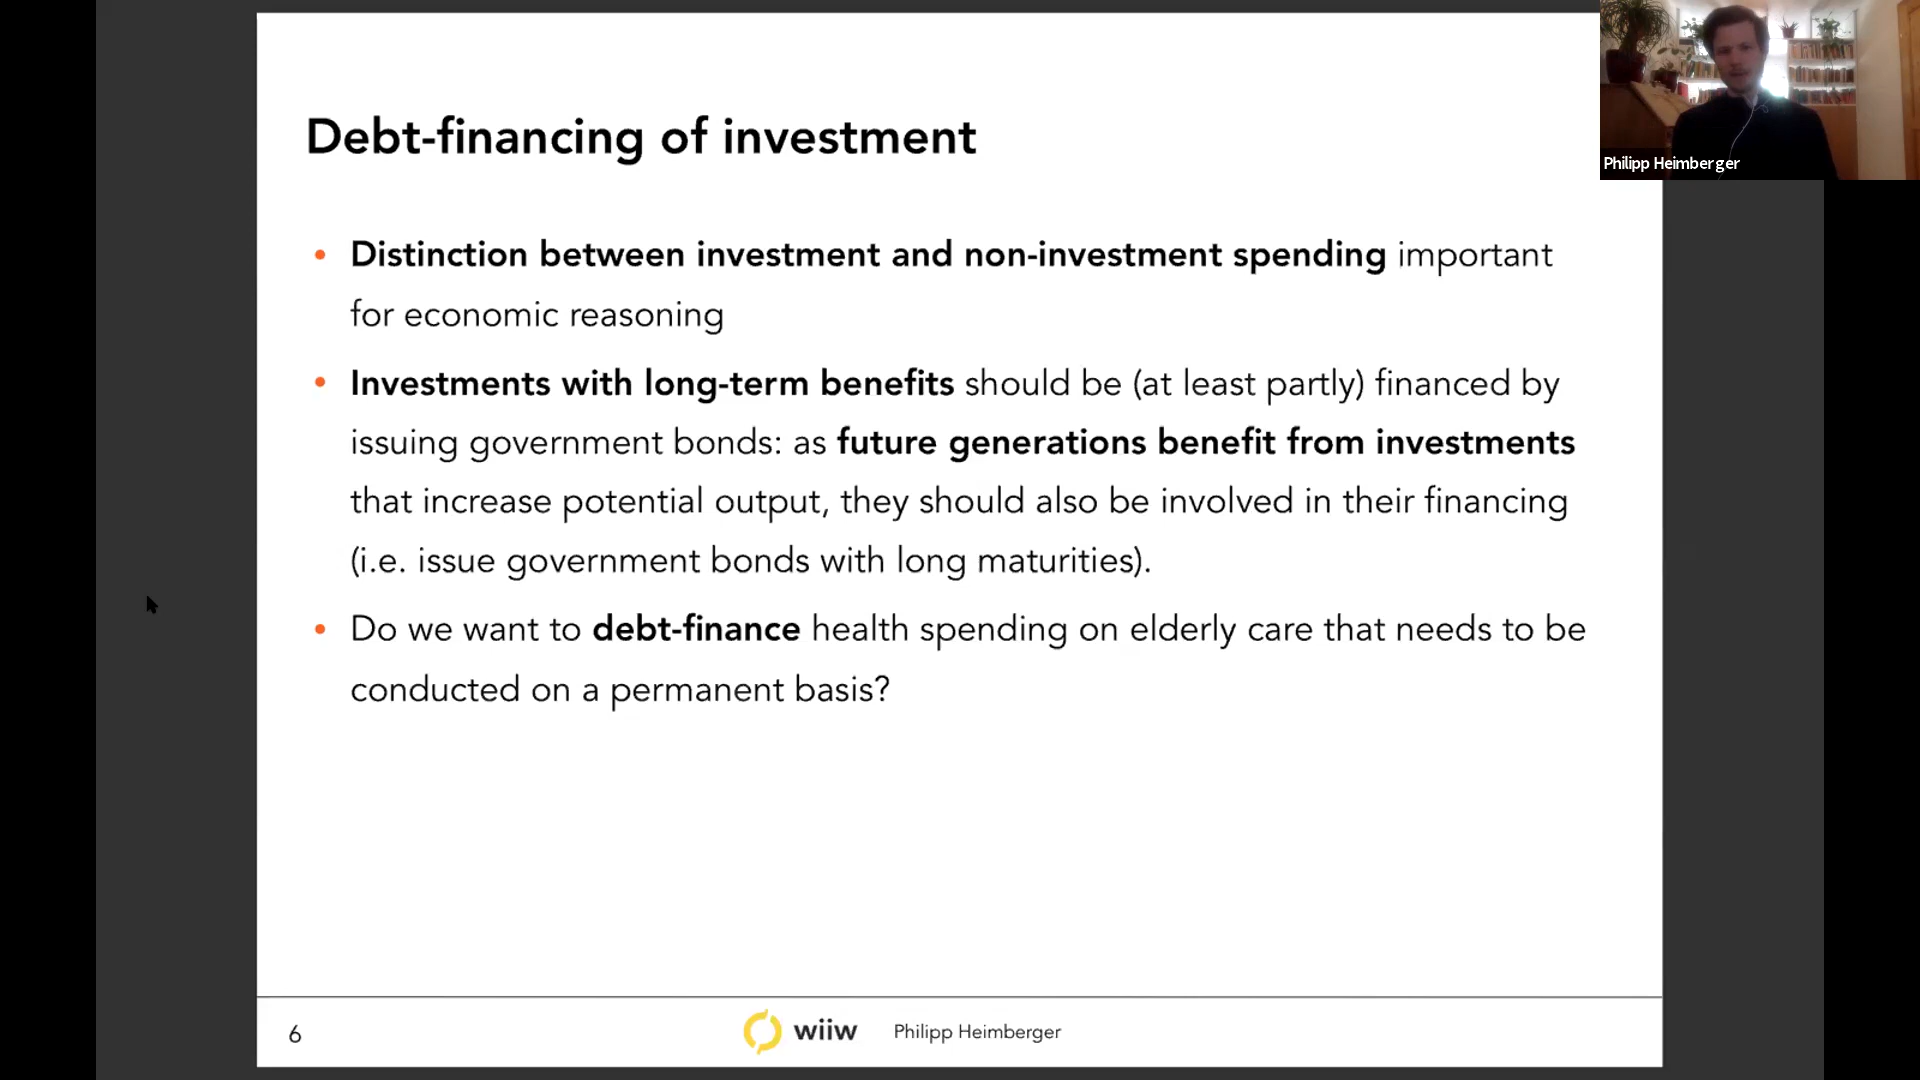 Debt-financing of investment
Philipp Heimberger
• Distinction between investment and non-investment spending important
for economic reasoning
• Investments with long-term benefits should be (at least partly) financed by
issuing government bonds: as future generations benefit from investments
that increase potential output, they should also be involved in their financing
(i.e. issue government bonds with long maturities).
• Do we want to debt-finance health spending on elderly care that needs to be
conducted on a permanent basis?
6
wiiw
Philipp Heimberger